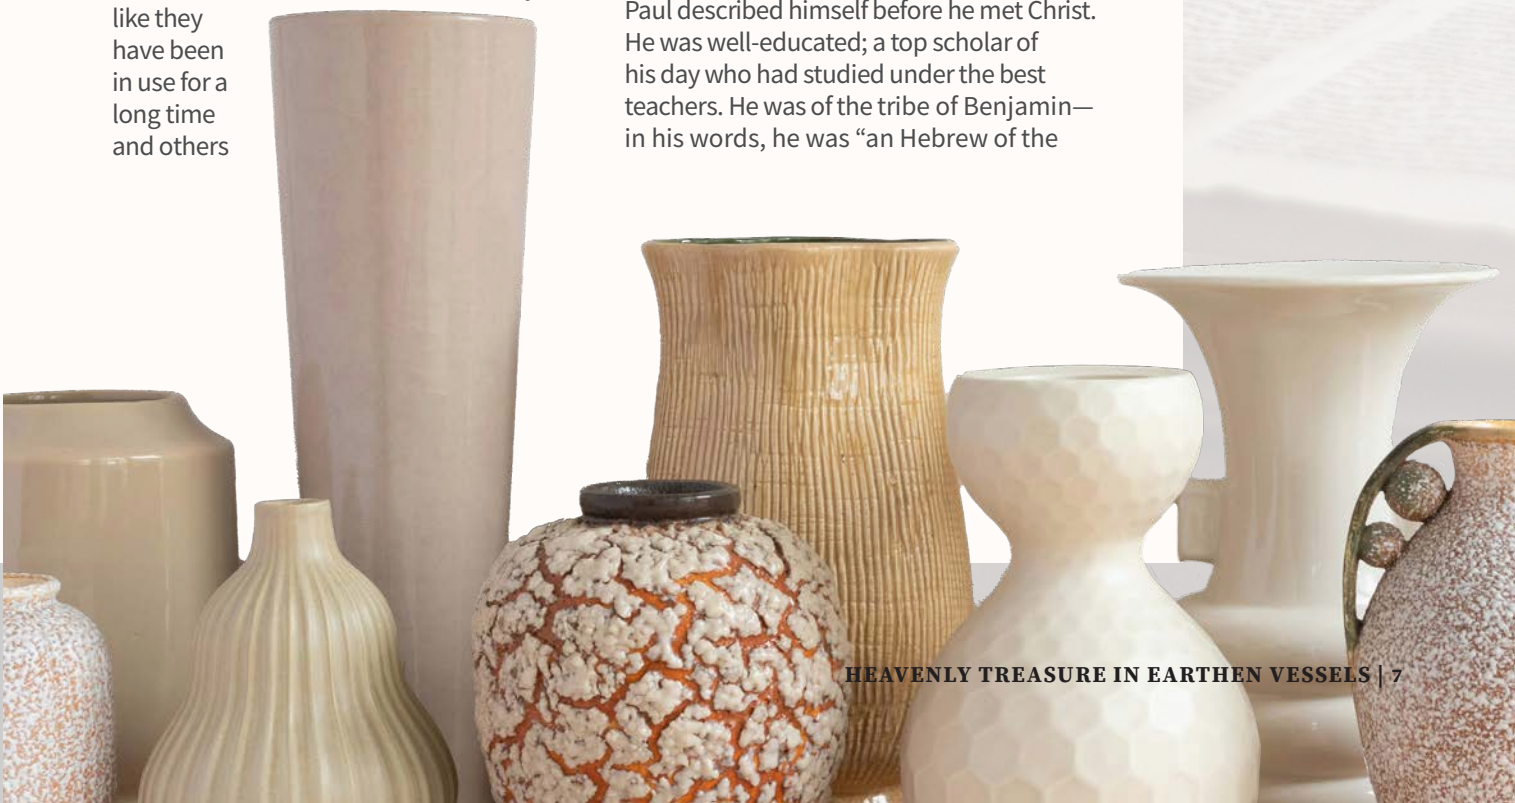 like they
have been
in use for a
long time
and others
Paul described himself before he met Christ.
He was well-educated; a top scholar of
his day who had studied under the best
teachers. He was of the tribe of Benjamin—
in his words, he was “an Hebrew of the
HEAVENLY TREASURE IN EARTHEN VESSELS | 7